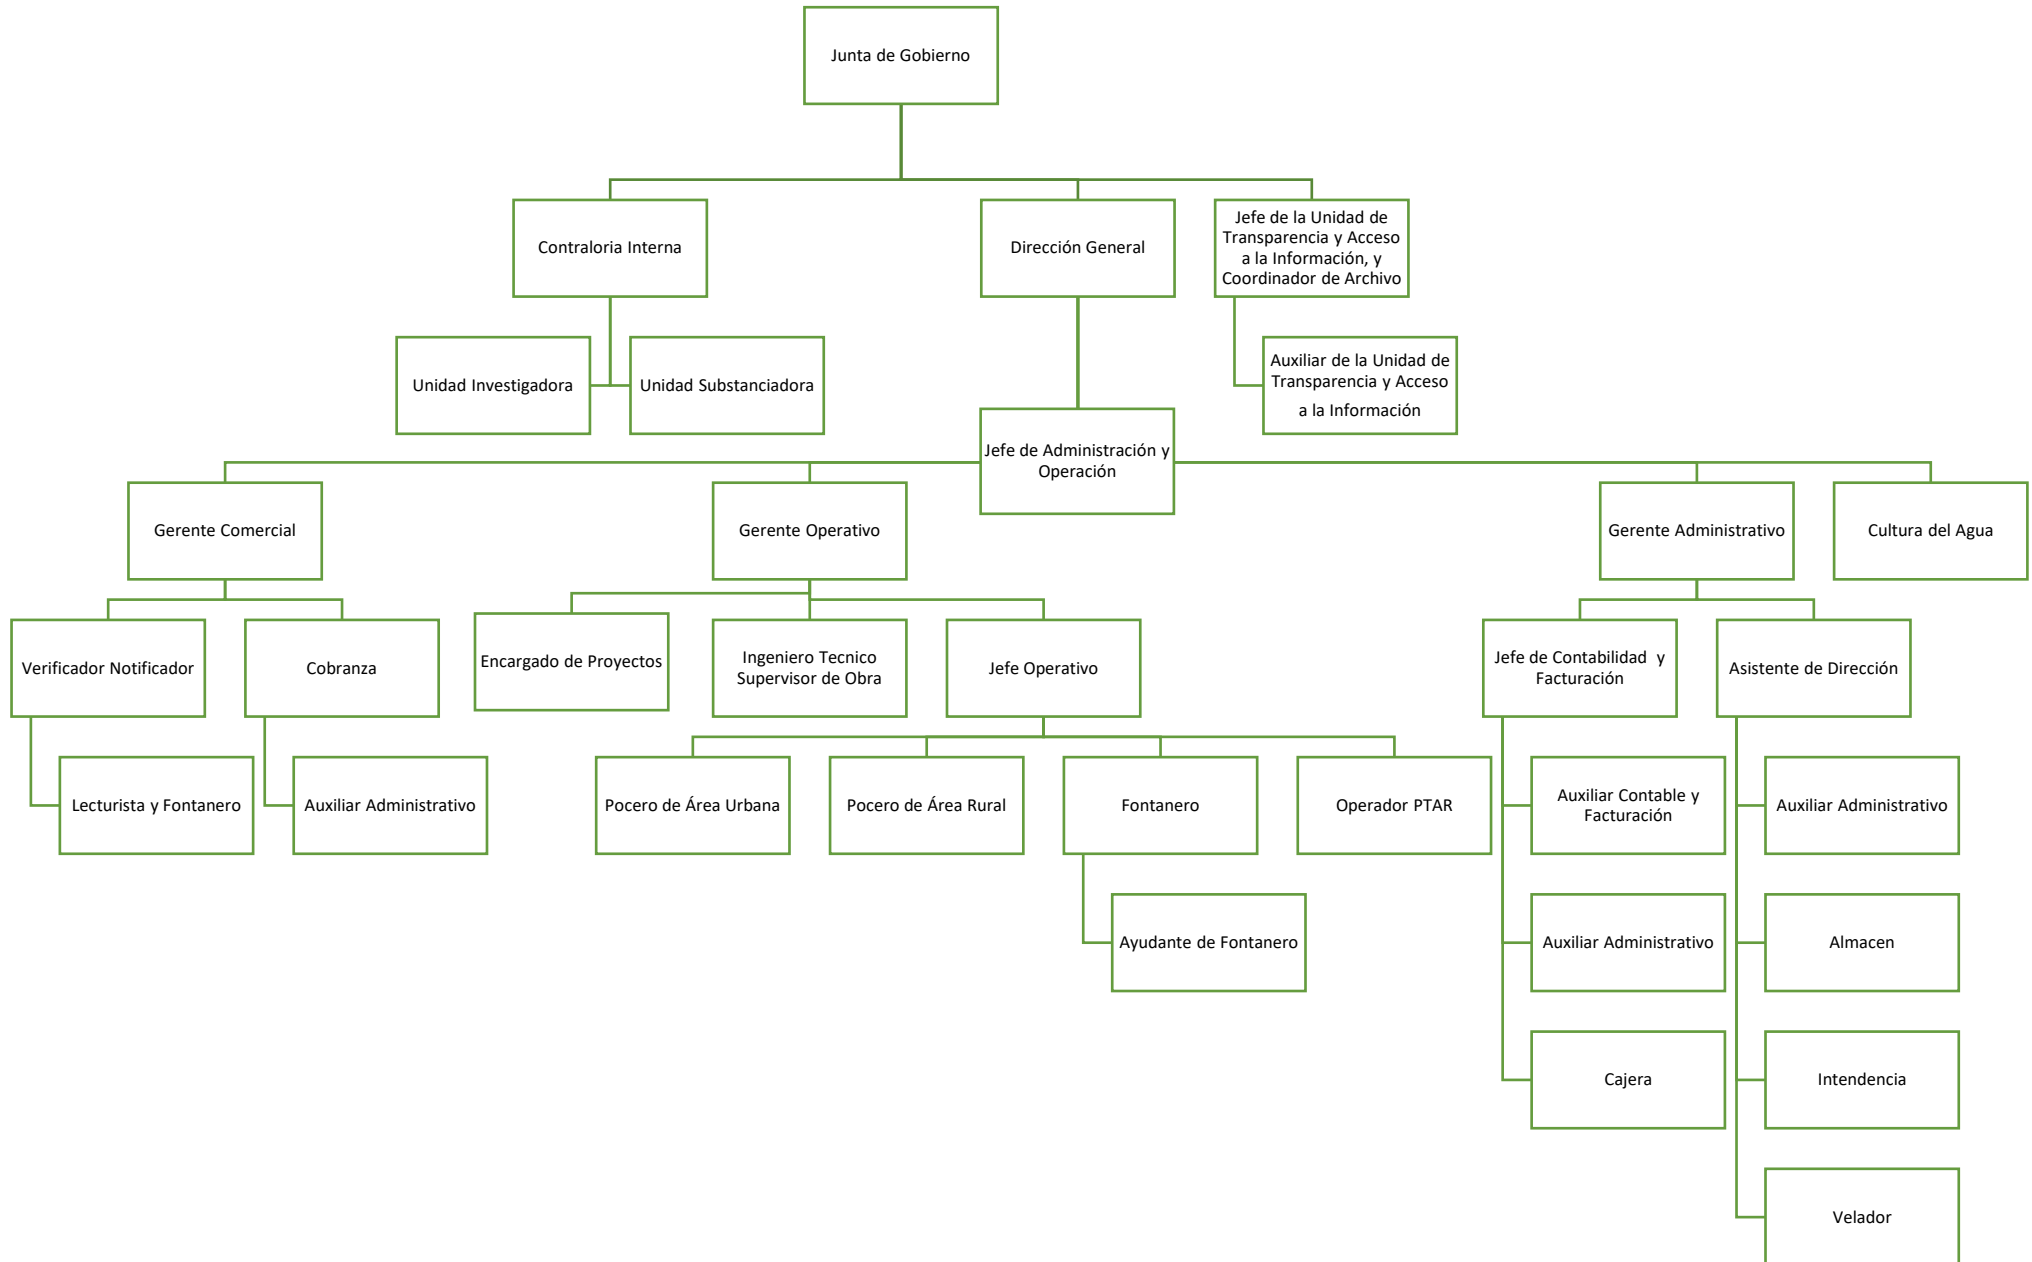 Junta de Gobierno
Contraloria Interna
Dirección General
Jefe de la Unidad de
Transparencia y Acceso
a la Información, y
Coordinador de Archivo
Unidad Investigadora
Unidad Substanciadora
Auxiliar de la Unidad de
Transparencia y Acceso
a la Información
Jefe de Administración y
Operación
Gerente Comercial
Gerente Operativo
Gerente Administrativo
Cultura del Agua
Verificador Notificador
Cobranza
Encargado de Proyectos
Ingeniero Tecnico
Supervisor de Obra
Jefe Operativo
Jefe de Contabilidad y
Facturación
Asistente de Dirección
Lecturista y Fontanero
Auxiliar Administrativo
Pocero de Área Urbana
Pocero de Área Rural
Fontanero
Operador PTAR
Auxiliar Contable y
Facturación
Auxiliar Administrativo
Ayudante de Fontanero
Auxiliar Administrativo
Almacen
Cajera
Intendencia
Velador